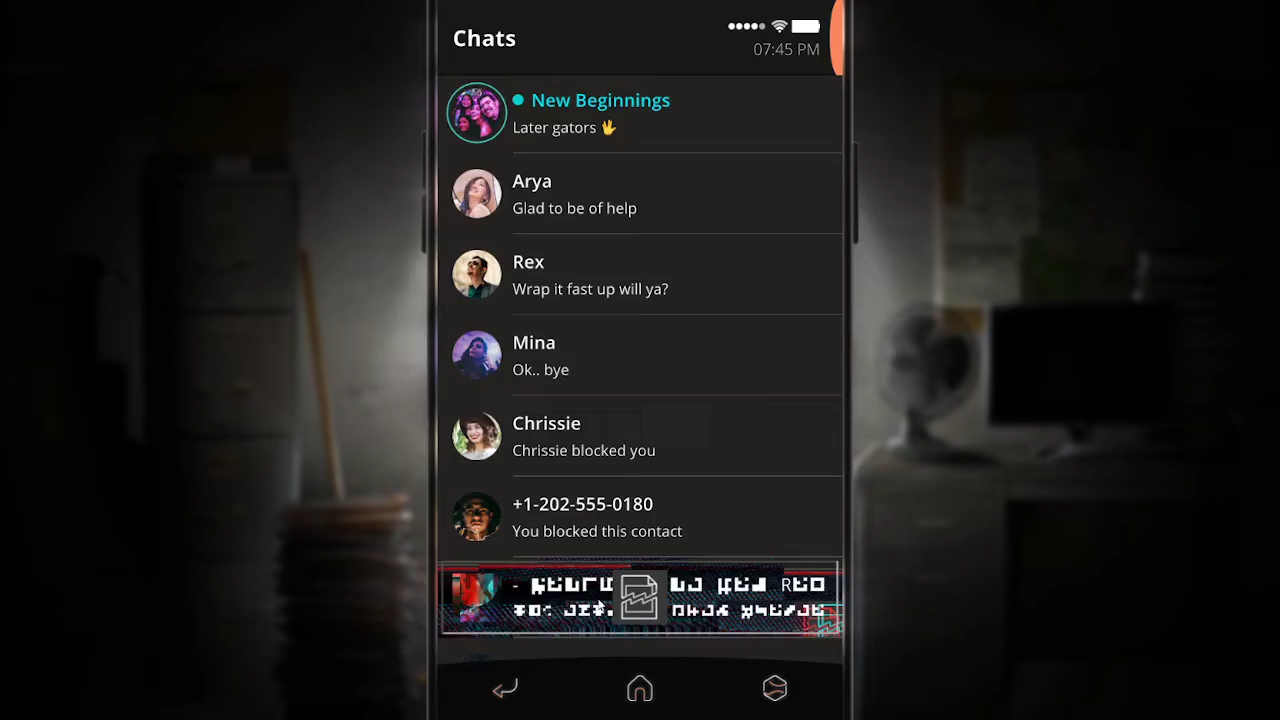 Chats
07:45 PM
New Beginnings
Later gators 🖖
Arya
Glad to be of help
Rex
Wrap it fast up will ya?
Mina
Ok.. bye
Chrissie
Chrissie blocked you
+1-202-555-0180
You blocked this contact